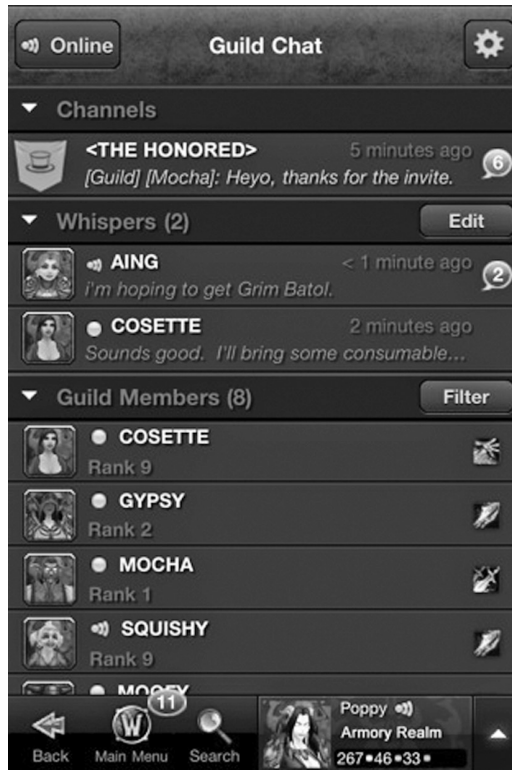 Online
Guild Chat
Channels
<THE HONORED>
5 minutes ago
[Guild] [Mocha]: Heyo, thanks for the invite.
6
Whispers (2)
Edit
AING
< 1 minute ago
i'm hoping to get Grim Batol.
2
COSETTE
2 minutes ago
Sounds good. I'll bring some consumable...
Guild Members (8)
Filter
COSETTE
Rank 9
GYPSY
Rank 2
MOCHA
Rank 1
SQUISHY
Rank 9
W
11
Back
Main Menu
Search
Poppy
Armory Realm
267 46 33